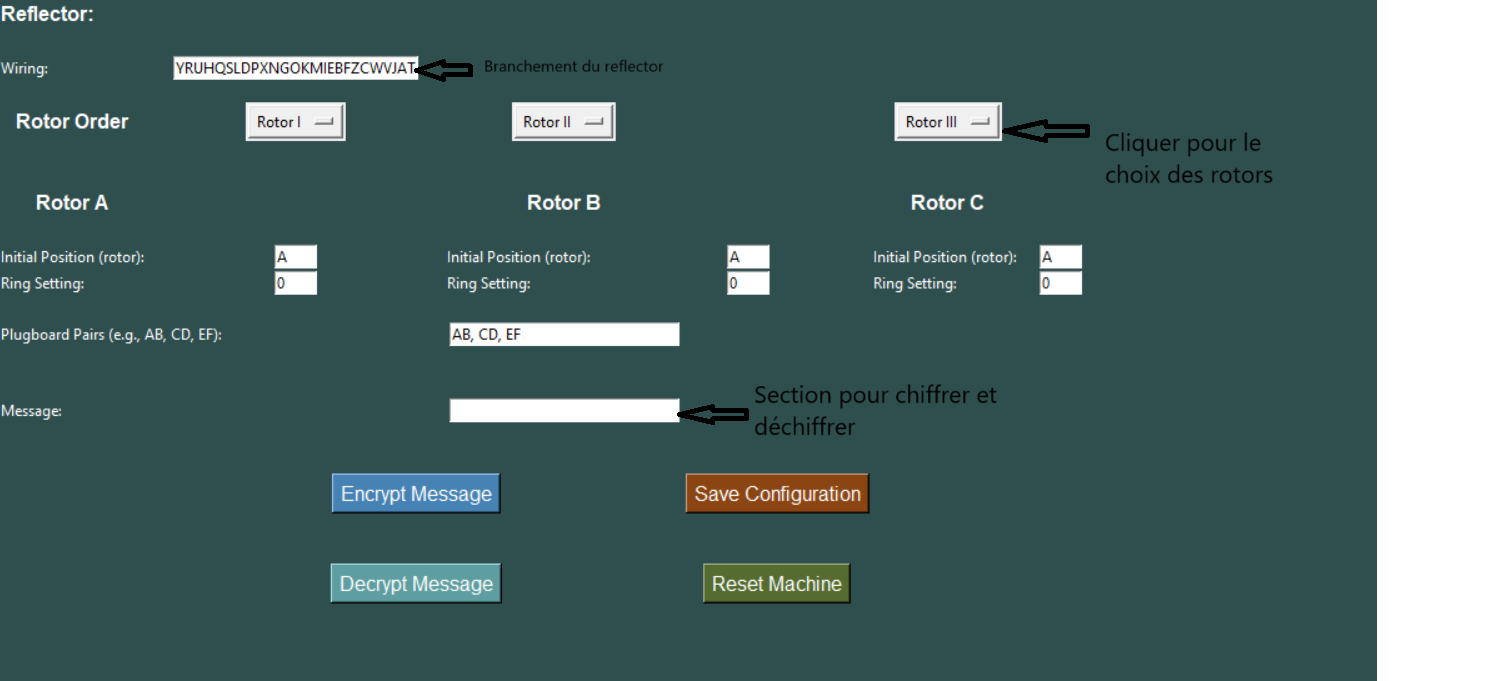 Reflector:
Wiring: YRUHQSLDPXNGOKMIEBFZCWVJAT Branchement du reflector
Rotor Order Rotor I Rotor II Rotor III
Cliquer pour le
choix des rotors
Rotor A Rotor B Rotor C
Initial Position (rotor): A Initial Position (rotor): A Initial Position (rotor): A
Ring Setting: 0 Ring Setting: 0 Ring Setting: 0
Plugboard Pairs (e.g., AB, CD, EF): AB, CD, EF
Message:
Section pour chiffrer et
déchiffrer
Encrypt Message Save Configuration
Decrypt Message Reset Machine